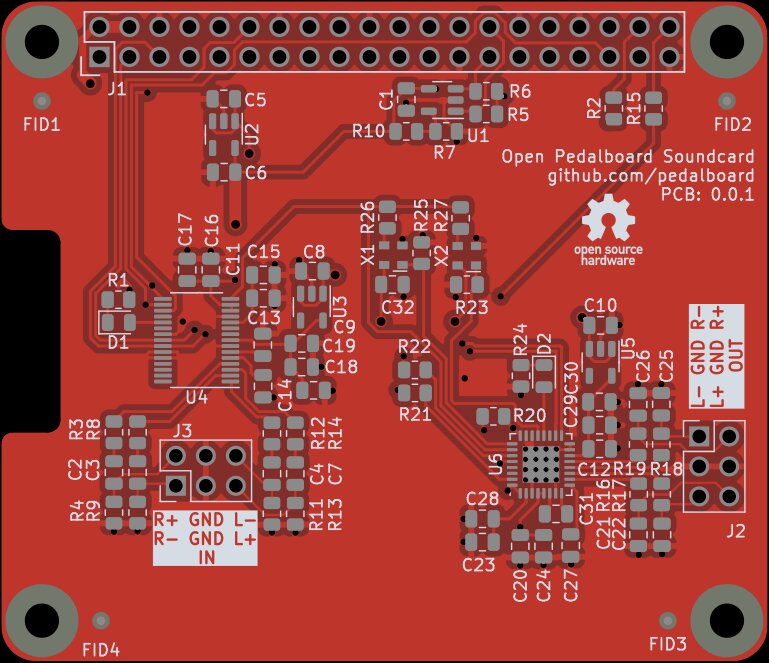 J1
FID1
C5
U2
C6
C1
R6
R5
U1
R10
R7
R2
R15
FID2
Open Pedalboard Soundcard
github.com/pedalboard
PCB: 0.0.1
open source
hardware
C17
C16
C11
C15
C8
R26
R25
R27
X1
X2
R1
D1
C13
U3
C9
C19
C18
C32
R23
C10
U5
L- GND R-
L+ GND R+
OUT
U4
C14
R22
R21
R24
D2
C30
C29
C26
C25
R20
R3
R8
J3
R12
R14
C2
C3
C4
C7
U6
C12
R19
R18
R4
R9
R11
R13
R+ GND L-
R- GND L+
IN
C28
C23
C31
R16
R17
C21
C22
J2
C20
C24
C27
FID4
FID3